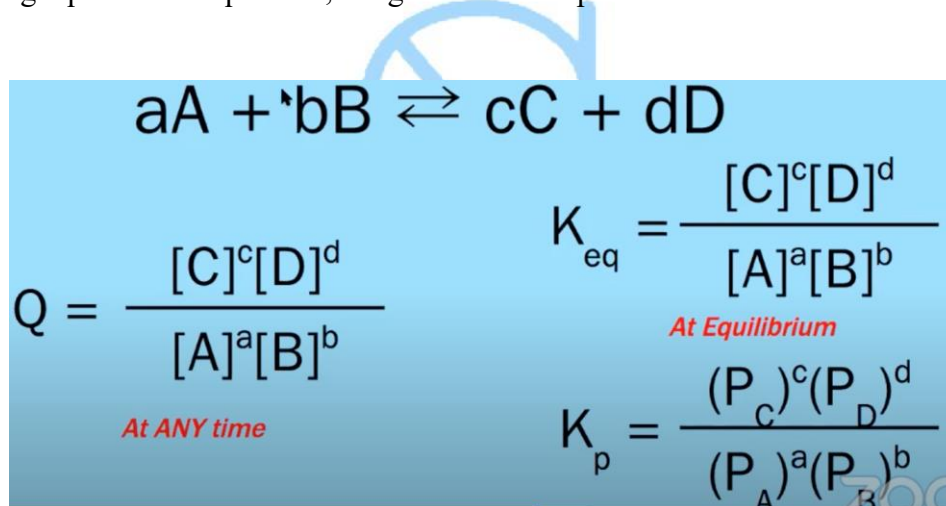 aA + bB ⇄ cC + dD
Q = [C]ᶜ[D]ᵈ / [A]ᵃ[B]ᵇ
At ANY time
K_eq = [C]ᶜ[D]ᵈ / [A]ᵃ[B]ᵇ
At Equilibrium
K_p = (P_C)ᶜ(P_D)ᵈ / (P_A)ᵃ(P_B)ᵇ